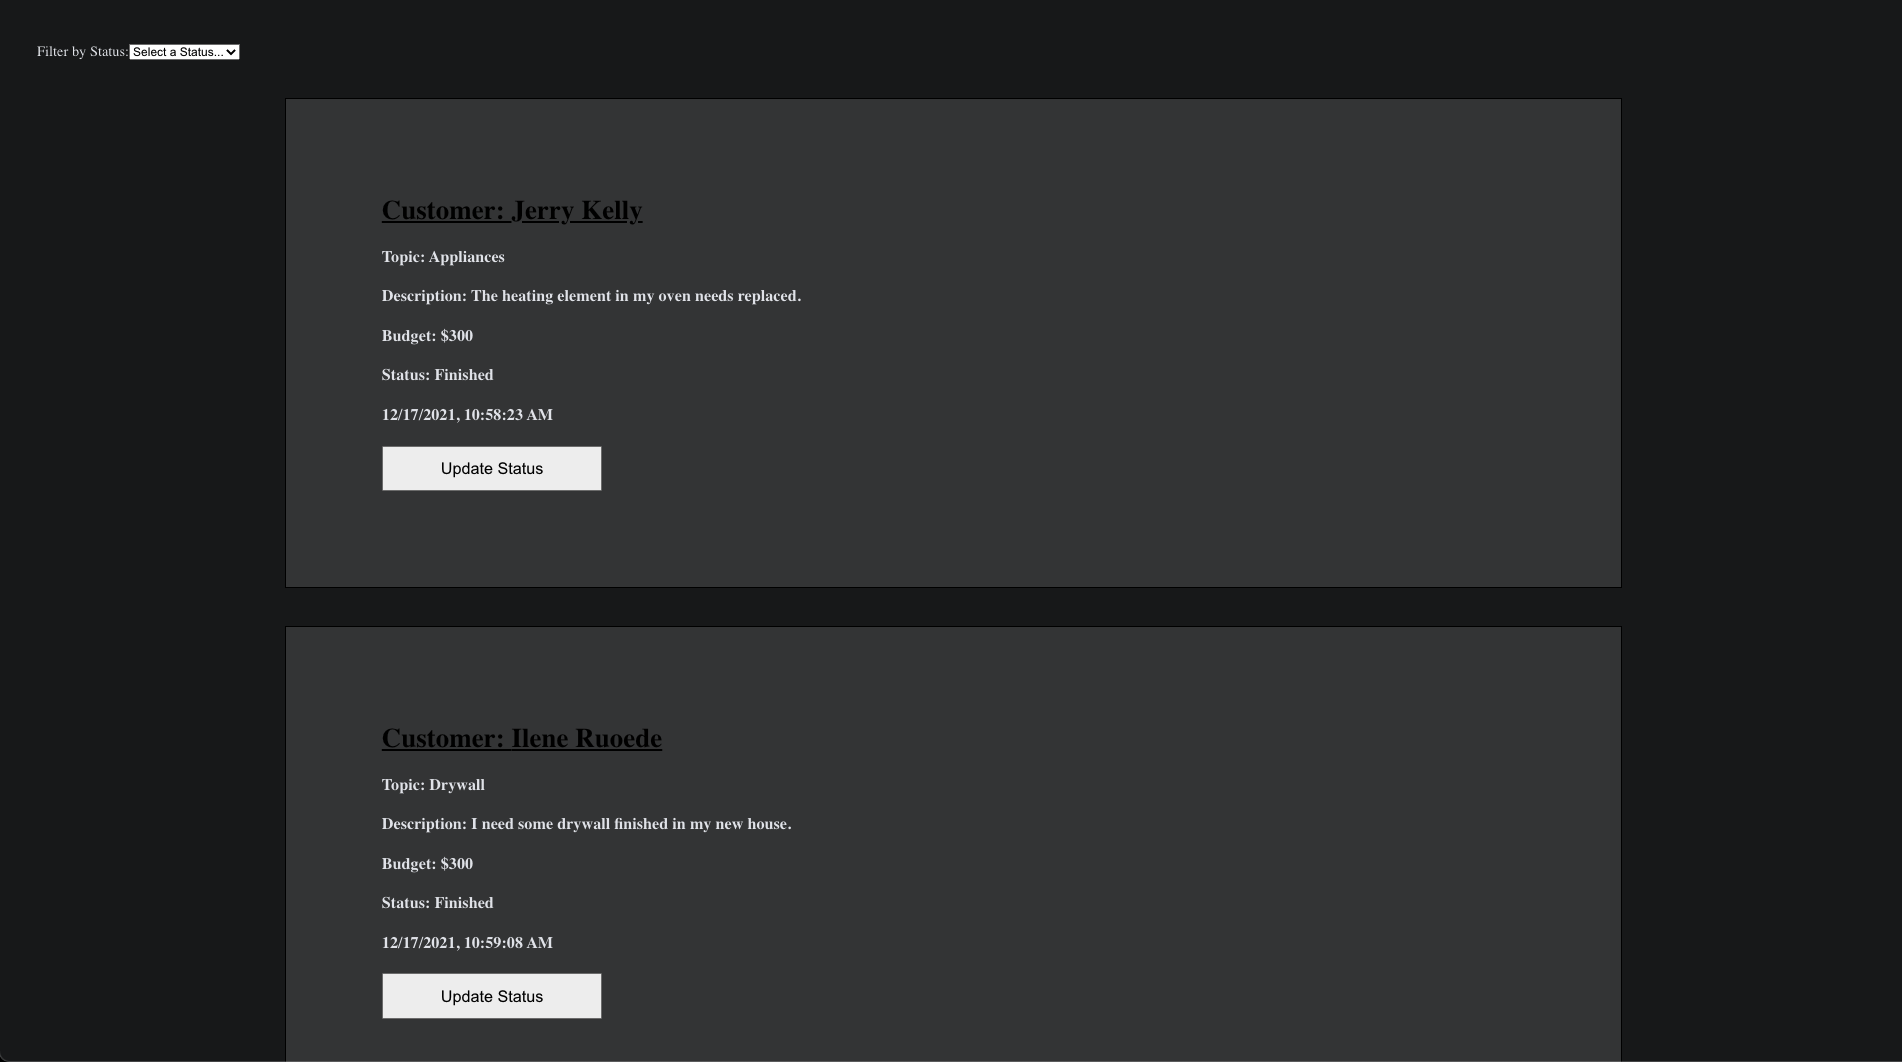 Filter by Status: Select a Status...
Customer: Jerry Kelly
Topic: Appliances
Description: The heating element in my oven needs replaced.
Budget: $300
Status: Finished
12/17/2021, 10:58:23 AM
Update Status
Customer: Ilene Ruoede
Topic: Drywall
Description: I need some drywall finished in my new house.
Budget: $300
Status: Finished
12/17/2021, 10:59:08 AM
Update Status